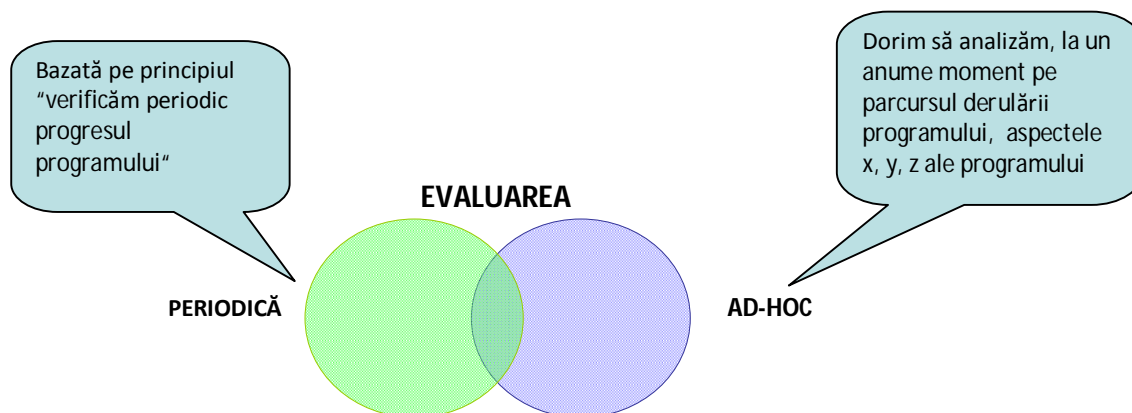 Bazată pe principiul
“verificăm periodic
progresul
programului“
Dorim să analizăm, la un
anume moment pe
parcursul derulării
programului, aspectele
x, y, z ale programului
EVALUAREA
PERIODICĂ
AD-HOC